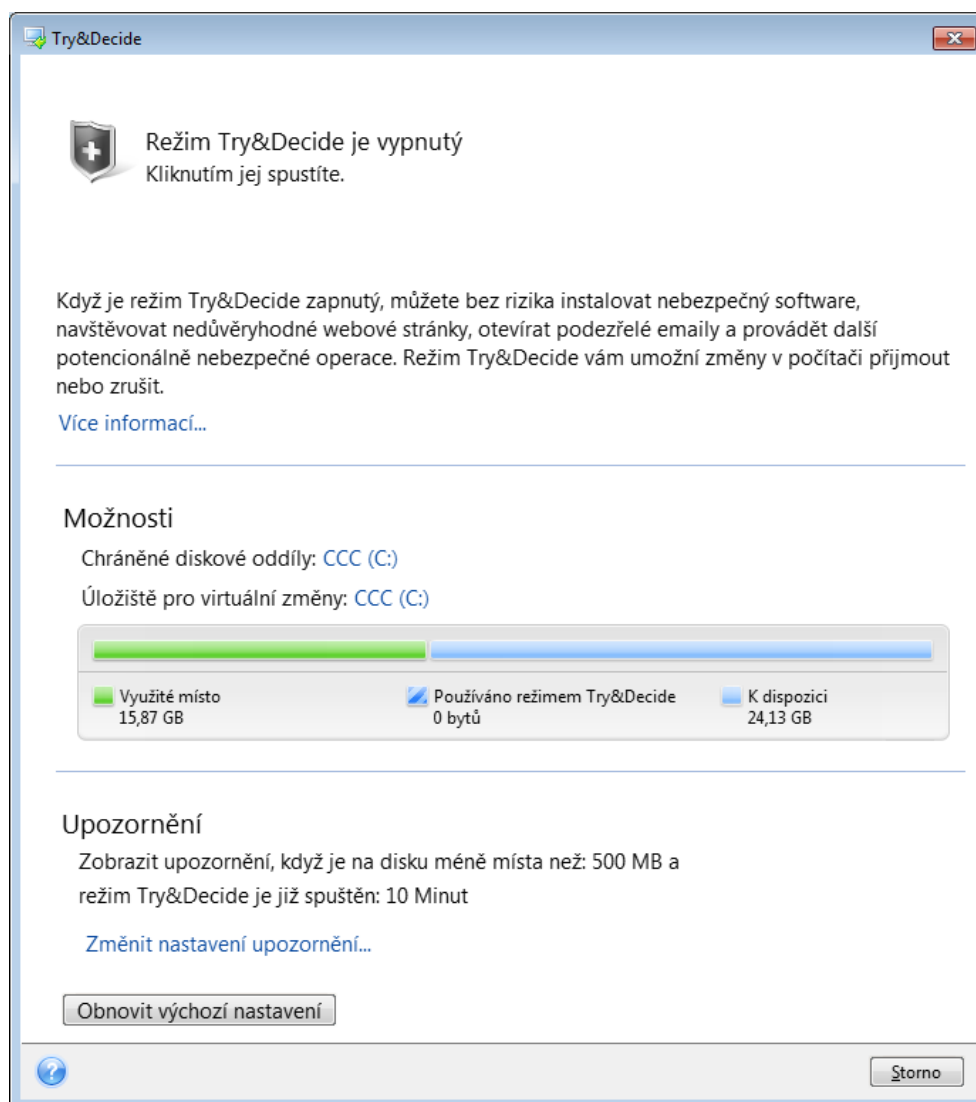 Try&Decide
Režim Try&Decide je vypnutý
Kliknutím jej spustíte.
Když je režim Try&Decide zapnutý, můžete bez rizika instalovat nebezpečný software,
navštěvovat nedůvěryhodné webové stránky, otevírat podezřelé emaily a provádět další
potencionálně nebezpečné operace. Režim Try&Decide vám umožní změny v počítači přijmout
nebo zrušit.
Více informací...
Možnosti
Chráněné diskové oddíly: CCC (C:)
Úložiště pro virtuální změny: CCC (C:)
Využité místo
15,87 GB
Používáno režimem Try&Decide
0 bytů
K dispozici
24,13 GB
Upozornění
Zobrazit upozornění, když je na disku méně místa než: 500 MB a
režim Try&Decide je již spuštěn: 10 Minut
Změnit nastavení upozornění...
Obnovit výchozí nastavení
Storno